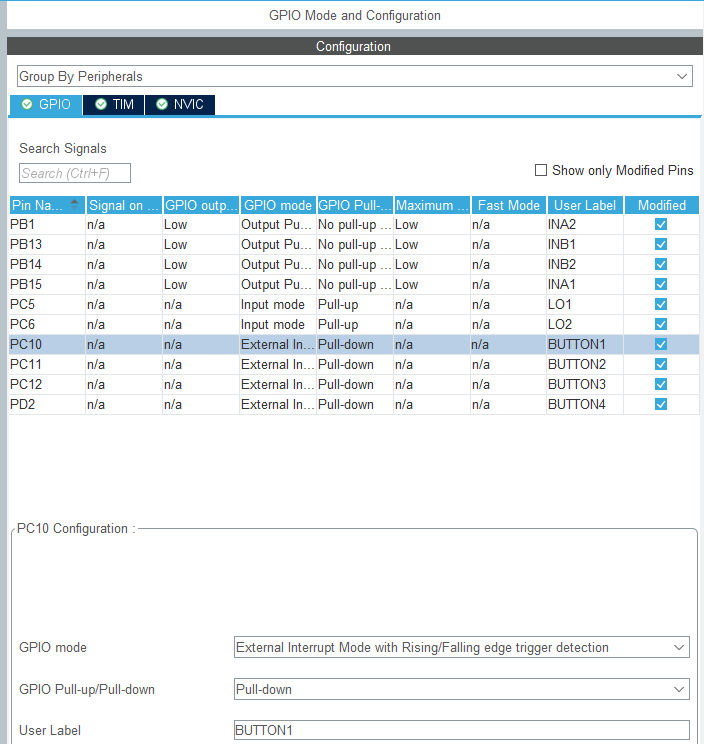 GPIO Mode and Configuration
Configuration
Group By Peripherals
GPIO TIM NVIC
Search Signals
Search (Ctrl+F) Show only Modified Pins
Pin Na... Signal on ... GPIO outp... GPIO mode GPIO Pull-... Maximum ... Fast Mode User Label Modified
PB1 n/a Low Output Pu... No pull-up ... Low n/a INA2
PB13 n/a Low Output Pu... No pull-up ... Low n/a INB1
PB14 n/a Low Output Pu... No pull-up ... Low n/a INB2
PB15 n/a Low Output Pu... No pull-up ... Low n/a INA1
PC5 n/a n/a Input mode Pull-up n/a n/a LO1
PC6 n/a n/a Input mode Pull-up n/a n/a LO2
PC10 n/a n/a External In... Pull-down n/a n/a BUTTON1
PC11 n/a n/a External In... Pull-down n/a n/a BUTTON2
PC12 n/a n/a External In... Pull-down n/a n/a BUTTON3
PD2 n/a n/a External In... Pull-down n/a n/a BUTTON4
PC10 Configuration :
GPIO mode External Interrupt Mode with Rising/Falling edge trigger detection
GPIO Pull-up/Pull-down Pull-down
User Label BUTTON1